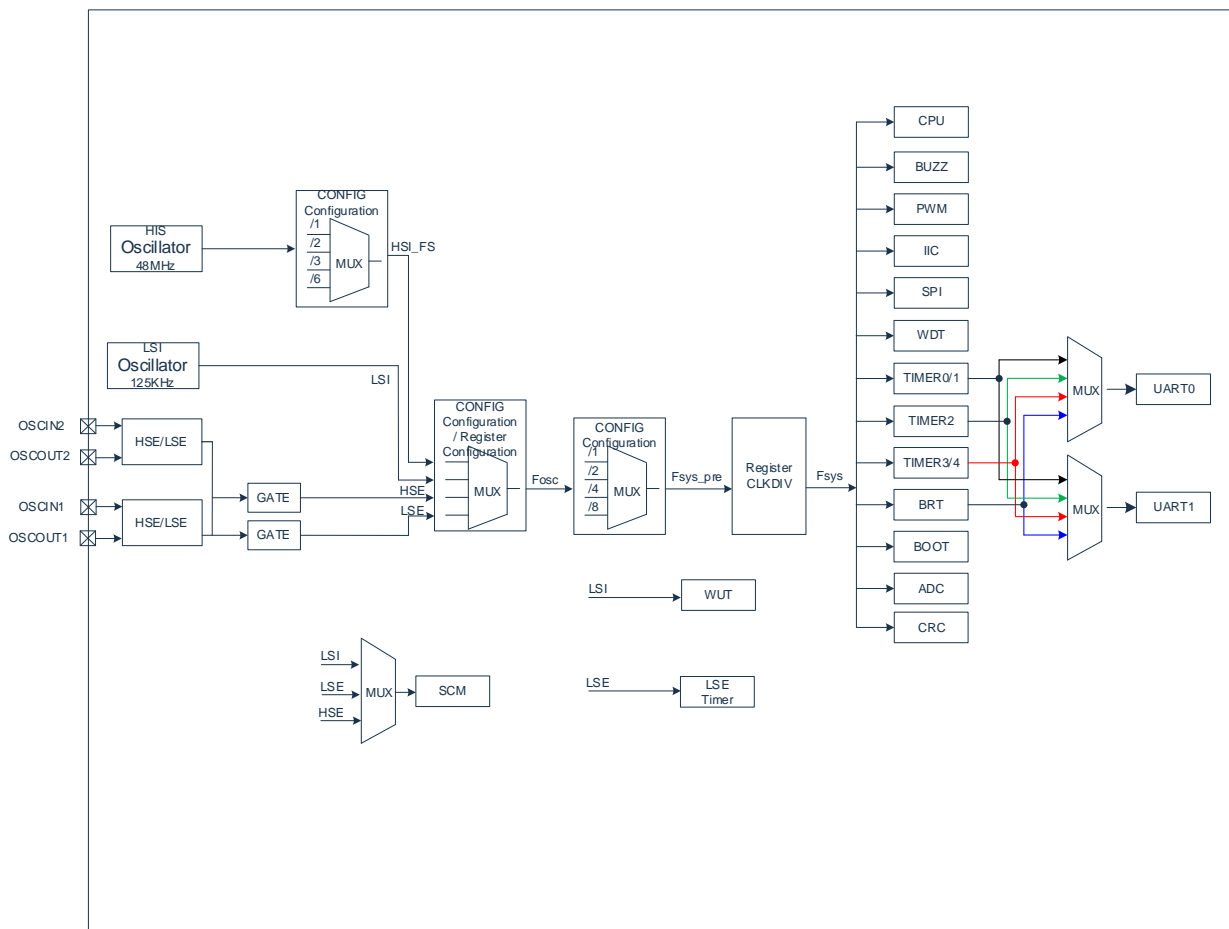 HIS
Oscillator
48MHz
CONFIG
Configuration
/1
/2
/3
/6
MUX
HSI_FS
LSI
Oscillator
125KHz
LSI
OSCIN2
OSCOUT2
HSE/LSE
OSCIN1
OSCOUT1
HSE/LSE
GATE
GATE
HSE
LSE
CONFIG
Configuration
/ Register
Configuration
MUX
Fosc
CONFIG
Configuration
/1
/2
/4
/8
MUX
Fsys_pre
Register
CLKDIV
Fsys
CPU
BUZZ
PWM
IIC
SPI
WDT
TIMER0/1
TIMER2
TIMER3/4
BRT
BOOT
ADC
CRC
MUX
UART0
MUX
UART1
LSI
WUT
LSI
LSE
HSE
MUX
SCM
LSE
LSE
Timer